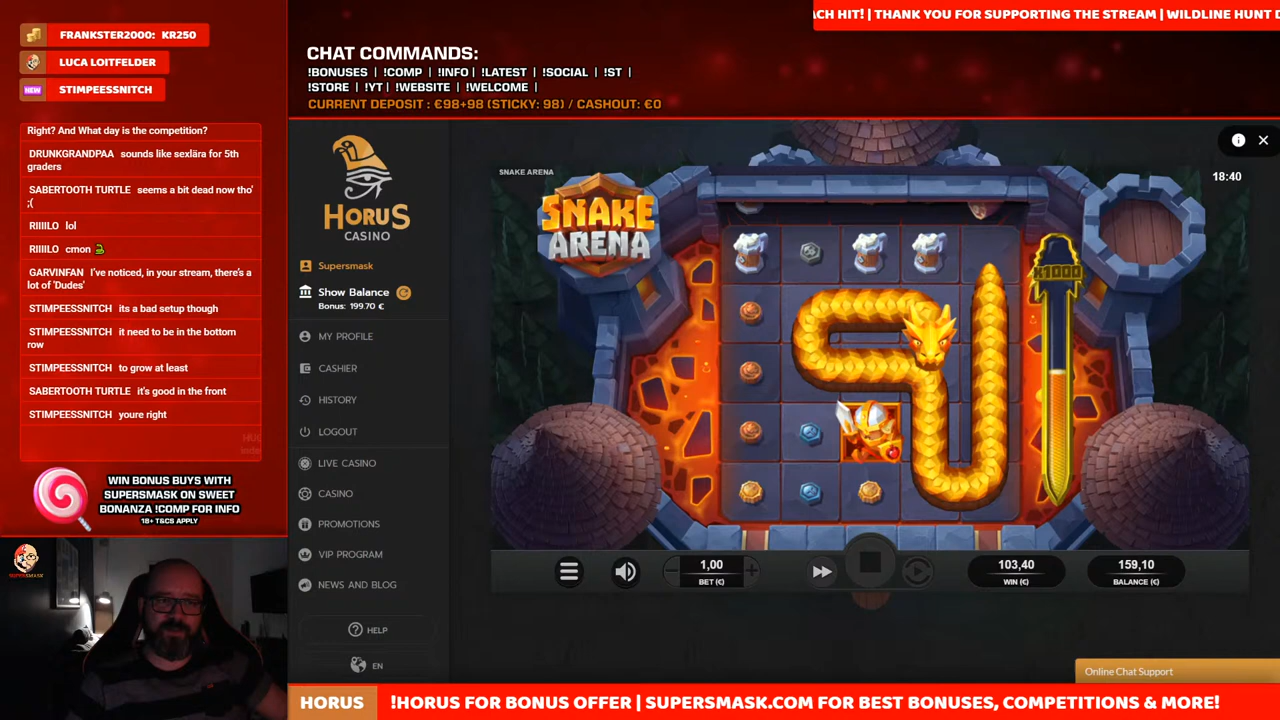 FRANKSTER2000: KR250
LUCA LOITFELDER
NEW STIMPEESSNITCH
Right? And What day is the competition?
DRUNKGRANDPAA sounds like sexlära for 5th
graders
SABERTOOTH TURTLE seems a bit dead now tho'
;(
RIIIILO lol
RIIIILO cmon
GARVINFAN I've noticed, in your stream, there's a
lot of 'Dudes'
STIMPEESSNITCH its a bad setup though
STIMPEESSNITCH it need to be in the bottorn
row
STIMPEESSNITCH to grow at least
SABERTOOTH TURTLE it's good in the front
STIMPEESSNITCH youre right
WIN BONUS BUYS WITH
SUPERSMASK ON SWEET
BONANZA !COMP FOR INFO
18+ T&CS APPLY
SUPERSMASK
ACH HIT! | THANK YOU FOR SUPPORTING THE STREAM | WILDLINE HUNT D
CHAT COMMANDS:
!BONUSES | !COMP | !INFO | !LATEST | !SOCIAL | !ST |
!STORE | !YT | !WEBSITE | !WELCOME |
CURRENT DEPOSIT : €98+98 (STICKY: 98) / CASHOUT: €0
HORUS
CASINO
Supersmask
Show Balance
Bonus: 199.70 €
MY PROFILE
CASHIER
HISTORY
LOGOUT
LIVE CASINO
CASINO
PROMOTIONS
VIP PROGRAM
NEWS AND BLOG
HELP
EN
SNAKE ARENA
18:40
SNAKE
ARENA
X1000
1,00
BET (€)
103,40
WIN (€)
159,10
BALANCE (€)
Online Chat Support
HORUS !HORUS FOR BONUS OFFER | SUPERSMASK.COM FOR BEST BONUSES, COMPETITIONS & MORE!